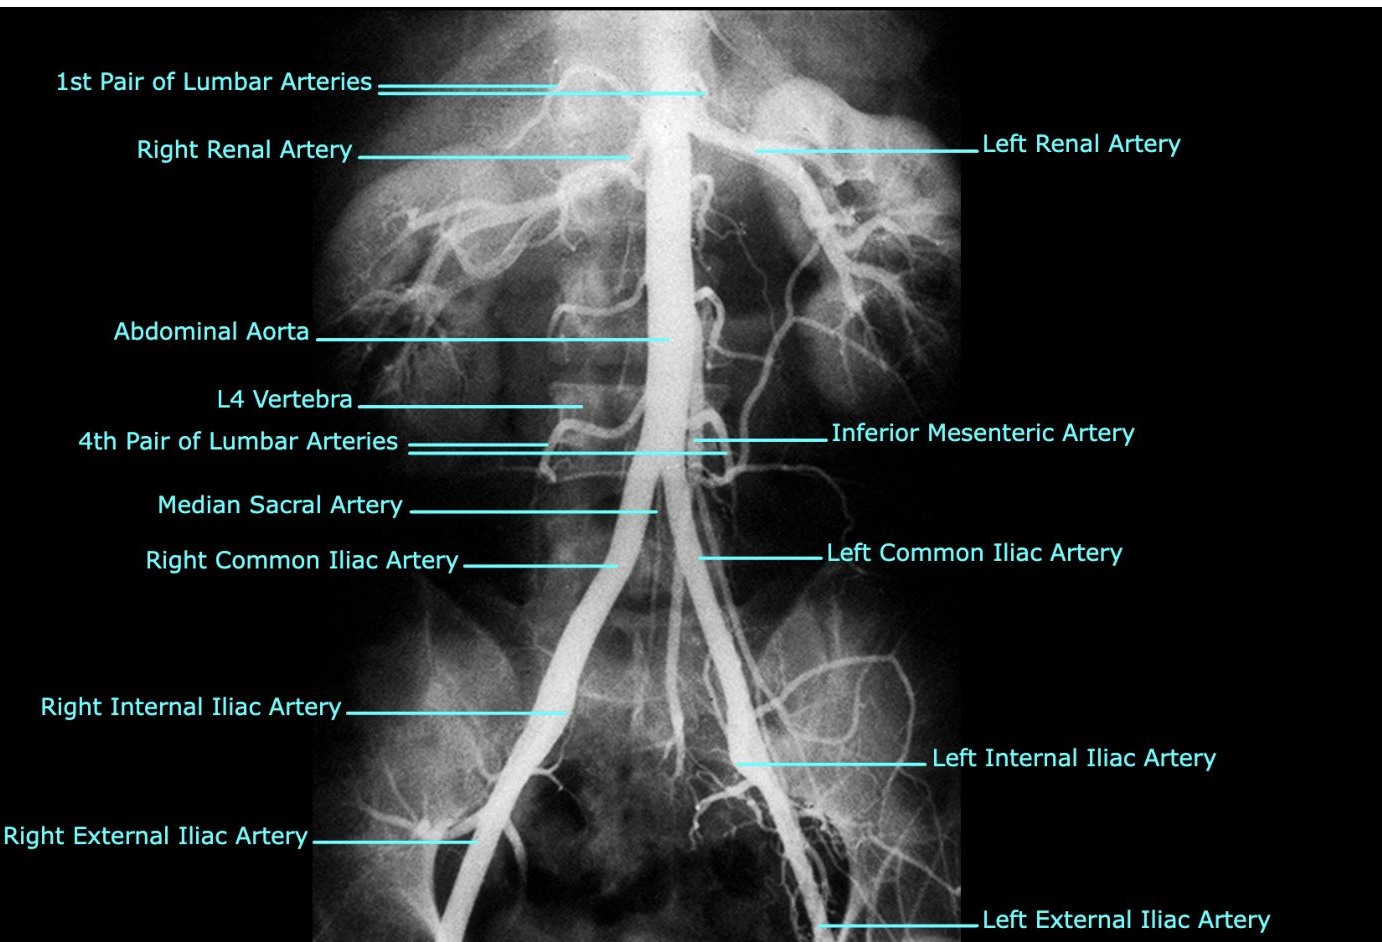 1st Pair of Lumbar Arteries
Right Renal Artery
Left Renal Artery
Abdominal Aorta
L4 Vertebra
4th Pair of Lumbar Arteries
Inferior Mesenteric Artery
Median Sacral Artery
Right Common Iliac Artery
Left Common Iliac Artery
Right Internal Iliac Artery
Left Internal Iliac Artery
Right External Iliac Artery
Left External Iliac Artery